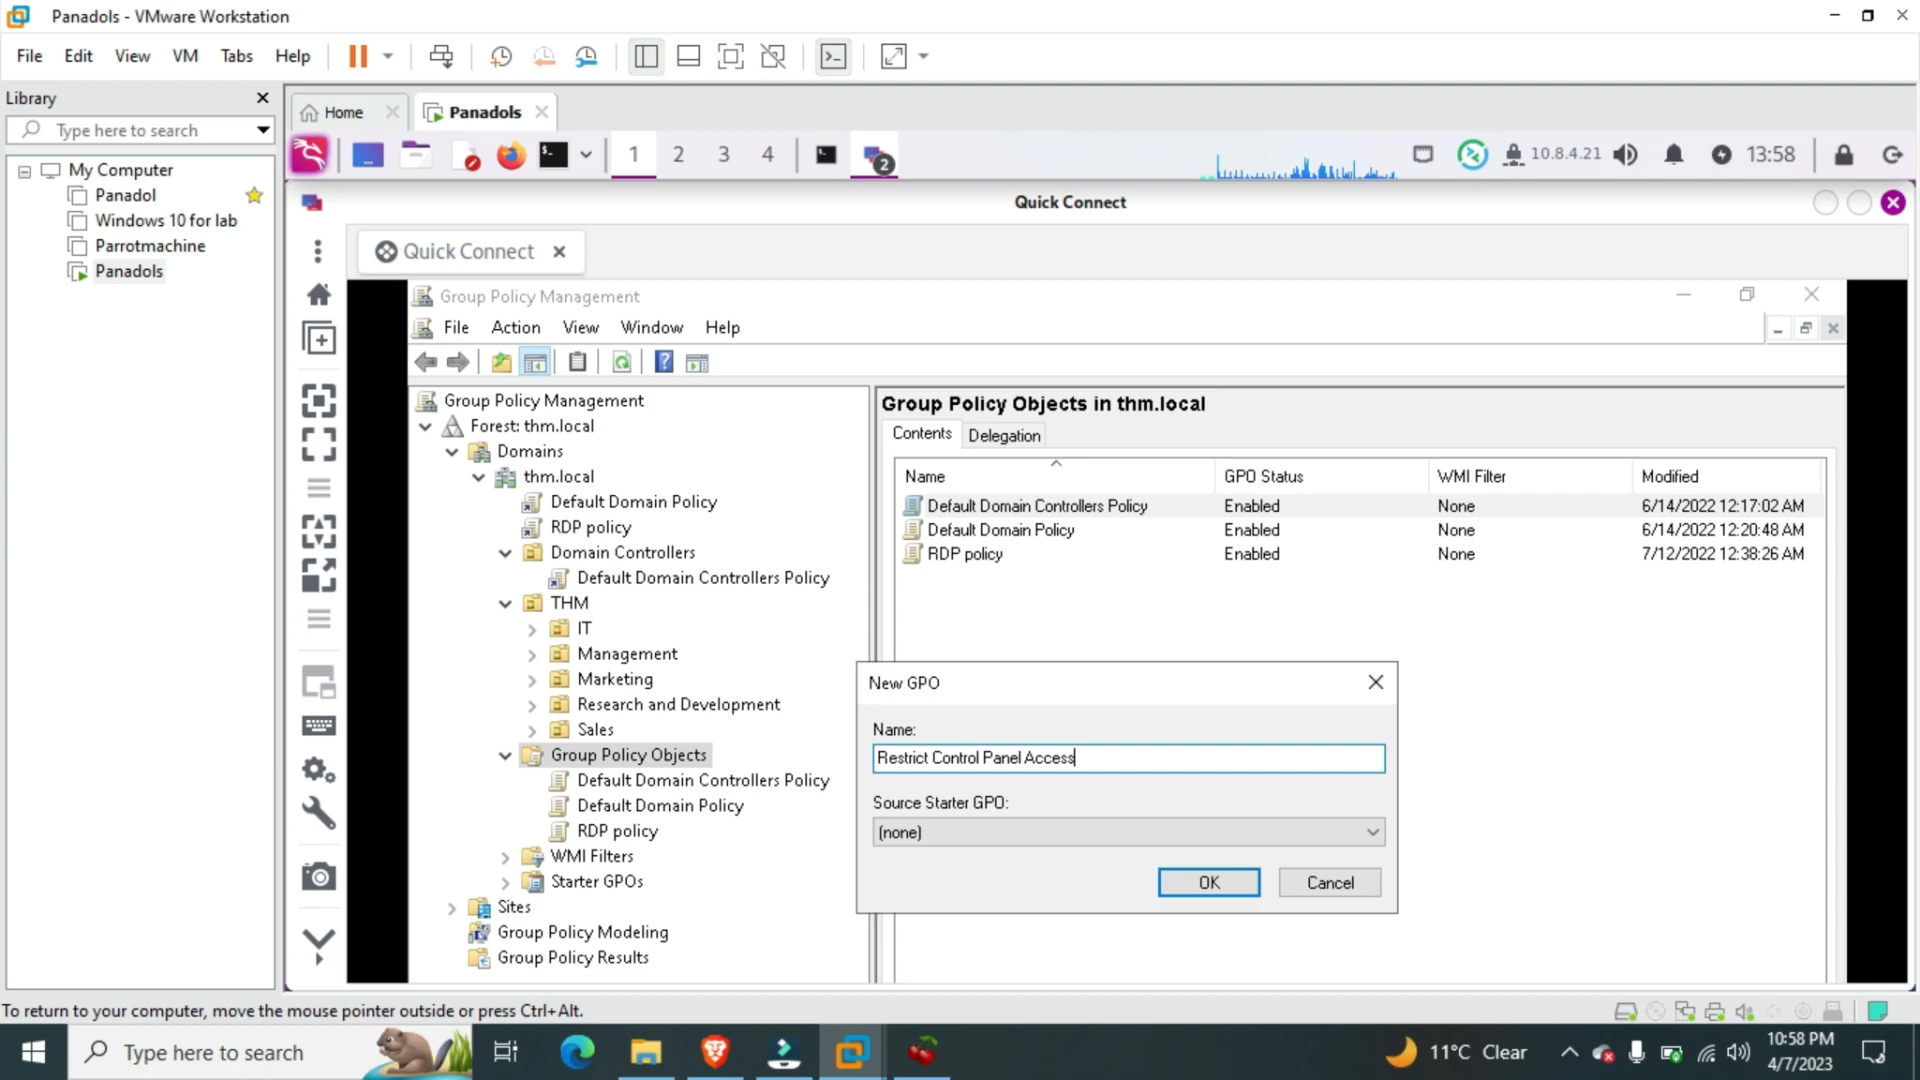 Panadols - VMware Workstation
File Edit View VM Tabs Help
Library
Home
Panadols
Type here to search
1 2 3 4
2
10.8.4.21
13:58
My Computer
Panadol
Windows 10 for lab
Parrotmachine
Panadols
Quick Connect
Quick Connect
Group Policy Management
File Action View Window Help
Group Policy Management
Forest: thm.local
Domains
thm.local
Default Domain Policy
RDP policy
Domain Controllers
Default Domain Controllers Policy
THM
IT
Management
Marketing
Research and Development
Sales
Group Policy Objects
Default Domain Controllers Policy
Default Domain Policy
RDP policy
WMI Filters
Starter GPOs
Sites
Group Policy Modeling
Group Policy Results
Group Policy Objects in thm.local
Contents Delegation
Name GPO Status WMI Filter Modified
Default Domain Controllers Policy Enabled None 6/14/2022 12:17:02 AM
Default Domain Policy Enabled None 6/14/2022 12:20:48 AM
RDP policy Enabled None 7/12/2022 12:38:26 AM
New GPO
Name:
Restrict Control Panel Access
Source Starter GPO:
(none)
OK Cancel
To return to your computer, move the mouse pointer outside or press Ctrl+Alt.
Type here to search
11°C Clear
10:58 PM
4/7/2023